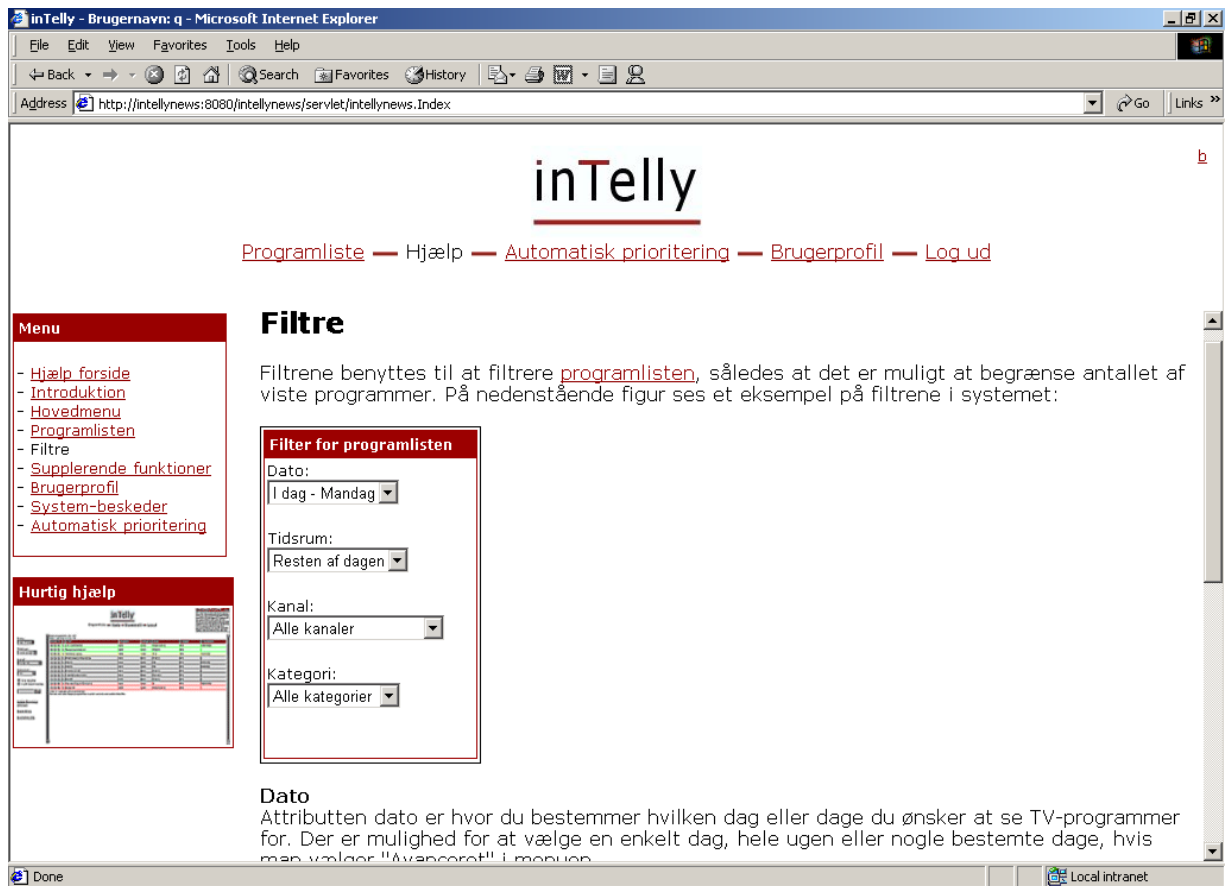 inTelly - Brugernavn: q - Microsoft Internet Explorer
File Edit View Favorites Tools Help
Back Search Favorites History
Address http://intellynews:8080/intellynews/servlet/intellynews.Index Go Links »
b
inTelly
Programliste — Hjælp — Automatisk prioritering — Brugerprofil — Log ud
Menu
- Hjælp forside
- Introduktion
- Hovedmenu
- Programlisten
- Filtre
- Supplerende funktioner
- Brugerprofil
- System-beskeder
- Automatisk prioritering
Hurtig hjælp
inTelly
Filtre
Filtrene benyttes til at filtrere programlisten, således at det er muligt at begrænse antallet af
viste programmer. På nedenstående figur ses et eksempel på filtrene i systemet:
Filter for programlisten
Dato:
I dag - Mandag
Tidsrum:
Resten af dagen
Kanal:
Alle kanaler
Kategori:
Alle kategorier
Dato
Attributten dato er hvor du bestemmer hvilken dag eller dage du ønsker at se TV-programmer
for. Der er mulighed for at vælge en enkelt dag, hele ugen eller nogle bestemte dage, hvis
man vælger "Avanceret" i menuen
Done
Local intranet